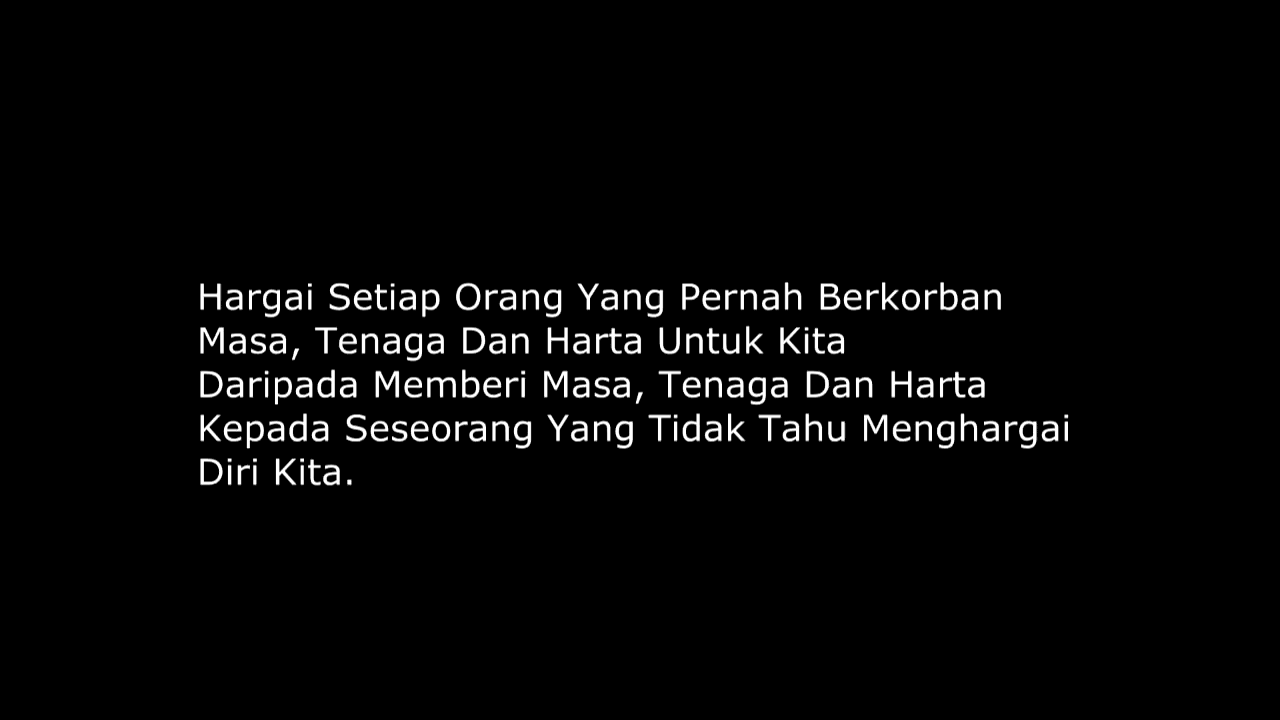 Hargai Setiap Orang Yang Pernah Berkorban
Masa, Tenaga Dan Harta Untuk Kita
Daripada Memberi Masa, Tenaga Dan Harta
Kepada Seseorang Yang Tidak Tahu Menghargai
Diri Kita.